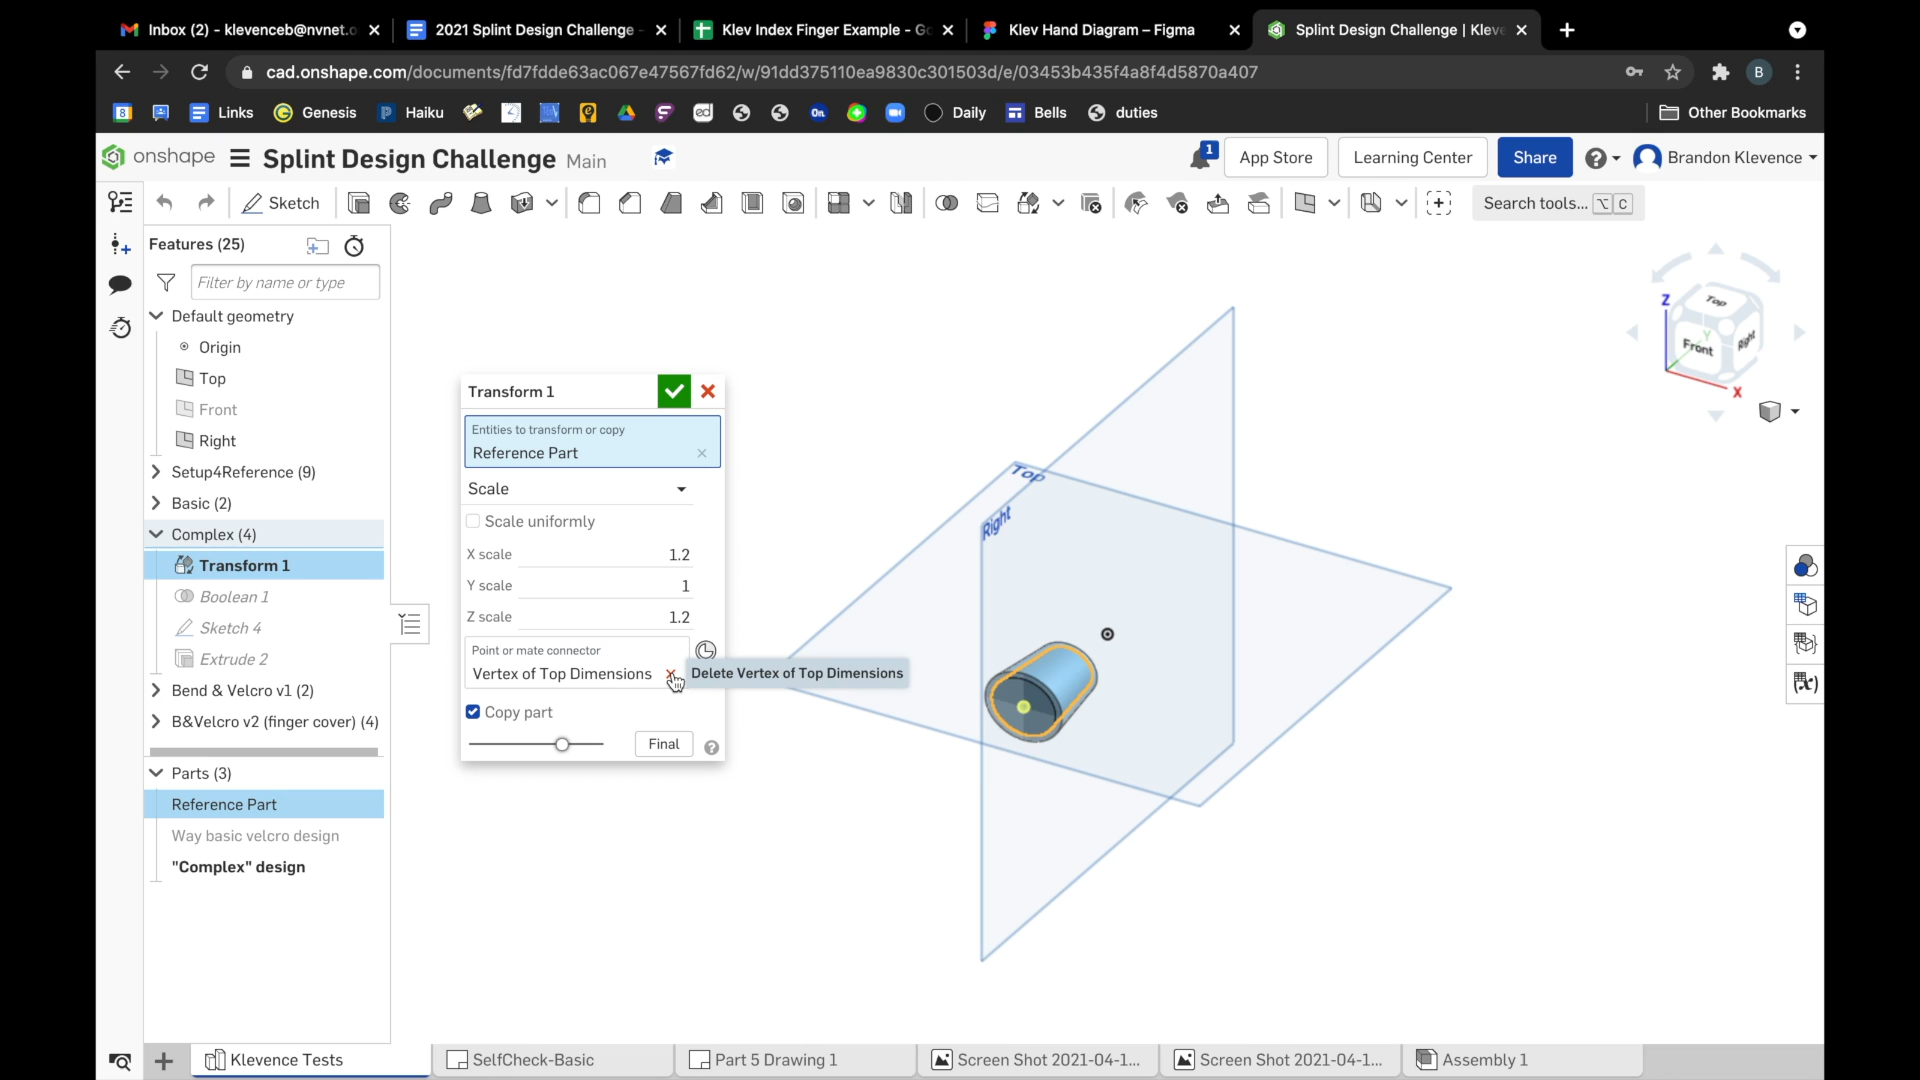 Inbox (2) - klevenceb@nvnet.o
2021 Splint Design Challenge -
Klev Index Finger Example - Go
Klev Hand Diagram – Figma
Splint Design Challenge | Kleve
cad.onshape.com/documents/fd7fdde63ac067e47567fd62/w/91dd375110ea9830c301503d/e/03453b435f4a8f4d5870a407
B
8
Links
Genesis
Haiku
ed
On
Daily
Bells
duties
Other Bookmarks
onshape
Splint Design Challenge Main
1
App Store
Learning Center
Share
Brandon Klevence
Sketch
Search tools... ⌥ C
Features (25)
Filter by name or type
Default geometry
Origin
Top
Front
Right
Setup4Reference (9)
Basic (2)
Complex (4)
Transform 1
Boolean 1
Sketch 4
Extrude 2
Bend & Velcro v1 (2)
B&Velcro v2 (finger cover) (4)
Parts (3)
Reference Part
Way basic velcro design
"Complex" design
Transform 1
Entities to transform or copy
Reference Part
Scale
Scale uniformly
X scale 1.2
Y scale 1
Z scale 1.2
Point or mate connector
Vertex of Top Dimensions
Delete Vertex of Top Dimensions
Copy part
Final
Top
Right
Z
Top
Y
Front
Right
X
Klevence Tests
SelfCheck-Basic
Part 5 Drawing 1
Screen Shot 2021-04-1...
Screen Shot 2021-04-1...
Assembly 1